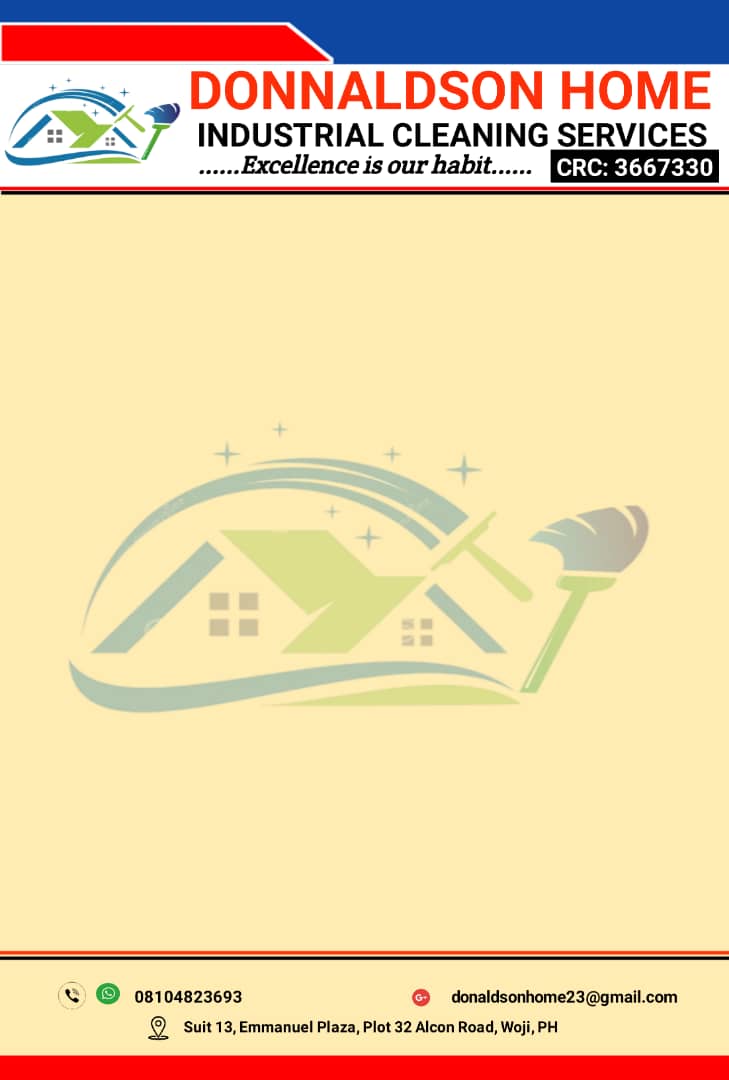 DONNALDSON HOME
INDUSTRIAL CLEANING SERVICES
......Excellence is our habit......
CRC: 3667330
08104823693
donaldsonhome23@gmail.com
Suit 13, Emmanuel Plaza, Plot 32 Alcon Road, Woji, PH